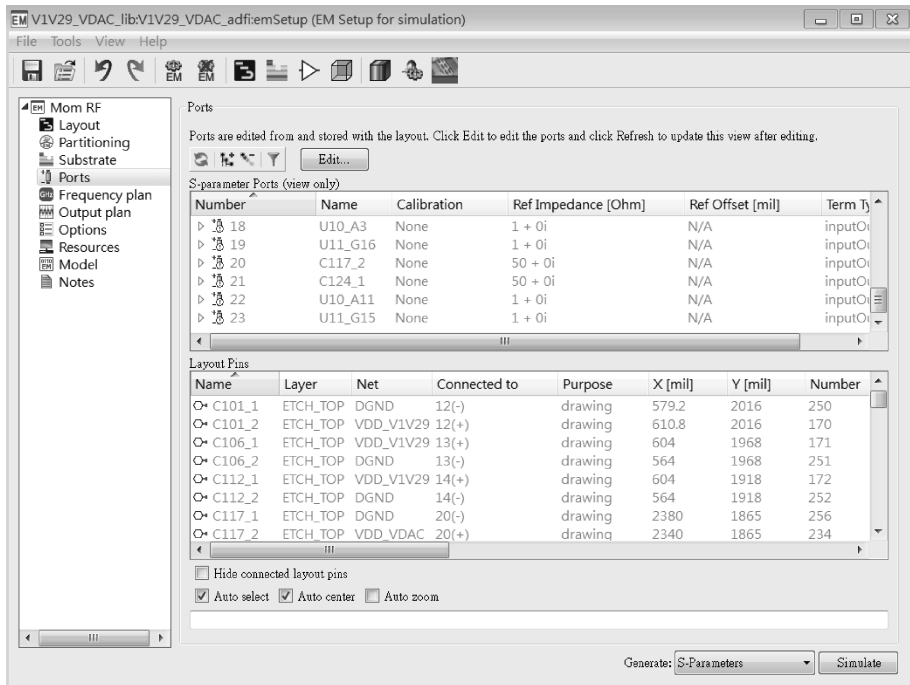 EM V1V29_VDAC_lib:V1V29_VDAC_adfi:emSetup (EM Setup for simulation)
File Tools View Help
EM EM
EM Mom RF
Layout
Partitioning
Substrate
Ports
GHz Frequency plan
Output plan
Options
Resources
Model
Notes
Ports
Ports are edited from and stored with the layout. Click Edit to edit the ports and click Refresh to update this view after editing.
Edit...
S-parameter Ports (view only)
Number Name Calibration Ref Impedance [Ohm] Ref Offset [mil] Term Ty
18 U10_A3 None 1 + 0i N/A inputOu
19 U11_G16 None 1 + 0i N/A inputOu
20 C117_2 None 50 + 0i N/A inputOu
21 C124_1 None 50 + 0i N/A inputOu
22 U10_A11 None 1 + 0i N/A inputOu
23 U11_G15 None 1 + 0i N/A inputOu
Layout Pins
Name Layer Net Connected to Purpose X [mil] Y [mil] Number
C101_1 ETCH_TOP DGND 12(-) drawing 579.2 2016 250
C101_2 ETCH_TOP VDD_V1V29 12(+) drawing 610.8 2016 170
C106_1 ETCH_TOP VDD_V1V29 13(+) drawing 604 1968 171
C106_2 ETCH_TOP DGND 13(-) drawing 564 1968 251
C112_1 ETCH_TOP VDD_V1V29 14(+) drawing 604 1918 172
C112_2 ETCH_TOP DGND 14(-) drawing 564 1918 252
C117_1 ETCH_TOP DGND 20(-) drawing 2380 1865 256
C117_2 ETCH_TOP VDD_VDAC 20(+) drawing 2340 1865 234
Hide connected layout pins
Auto select Auto center Auto zoom
Generate: S-Parameters Simulate